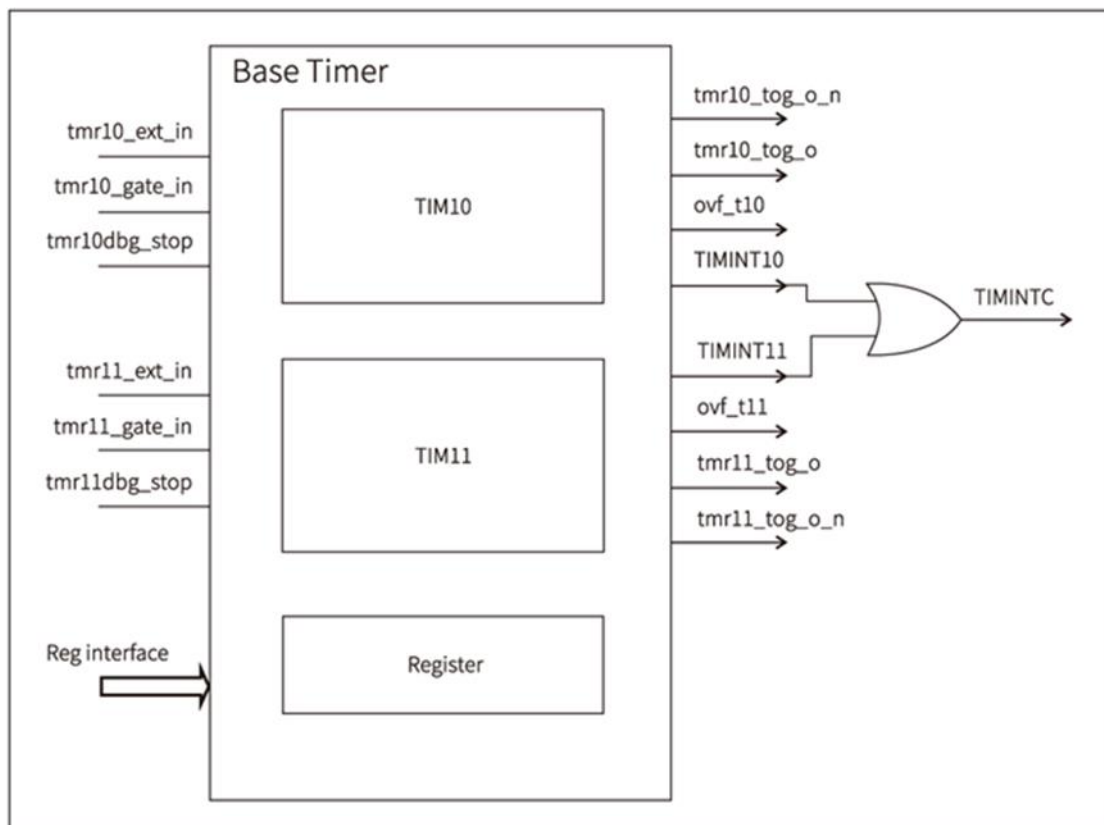 Base Timer
tmr10_ext_in
tmr10_gate_in
tmr10dbg_stop
TIM10
tmr10_tog_o_n
tmr10_tog_o
ovf_t10
TIMINT10
TIMINTC
tmr11_ext_in
tmr11_gate_in
tmr11dbg_stop
TIM11
TIMINT11
ovf_t11
tmr11_tog_o
tmr11_tog_o_n
Reg interface
Register